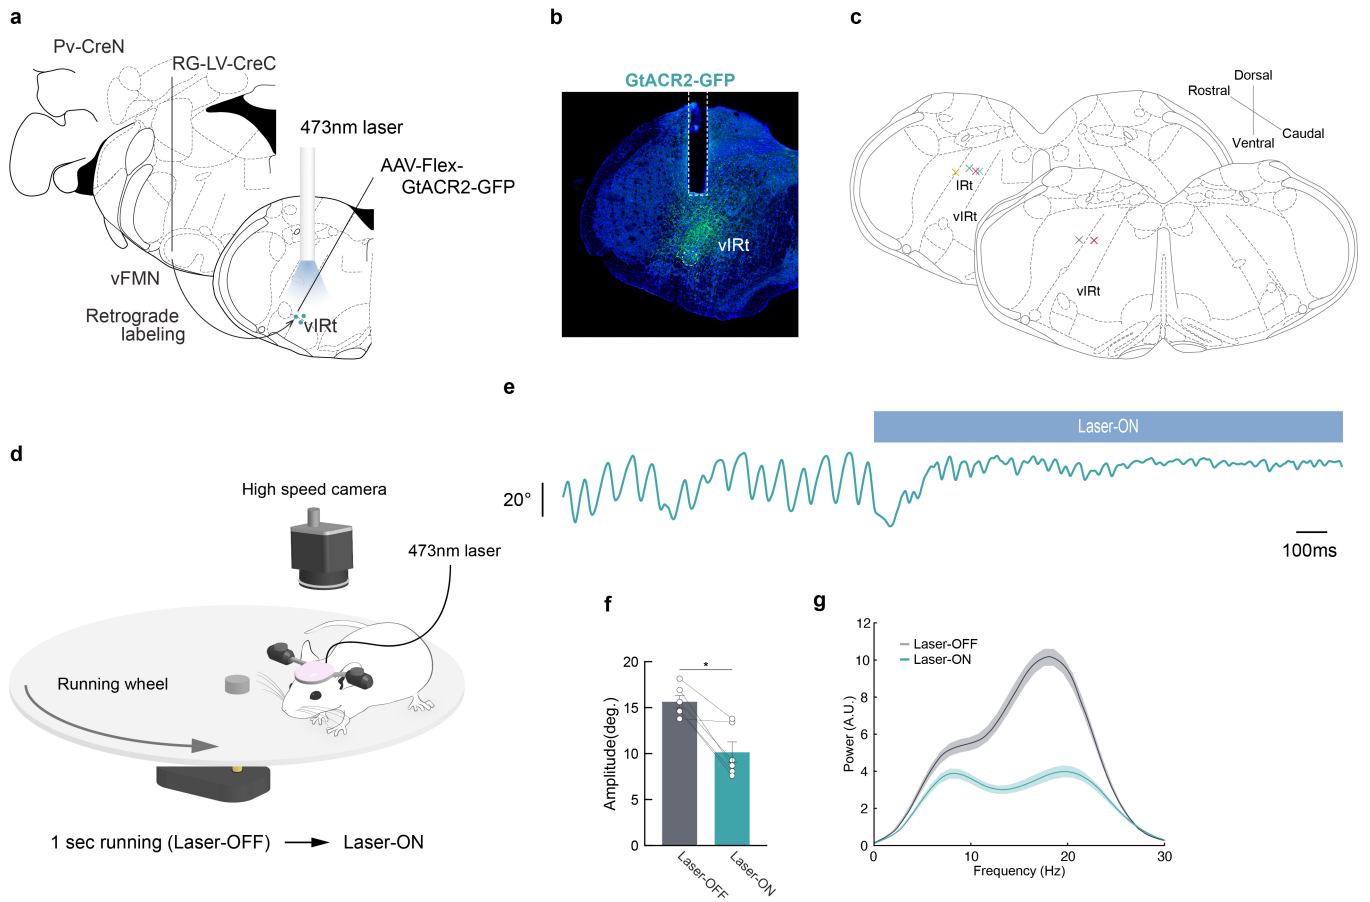 a
Pv-CreN
RG-LV-CreC
473nm laser
AAV-Flex-
GtACR2-GFP
vFMN
Retrograde
labeling
vIRt
b
GtACR2-GFP
vIRt
c
Dorsal
Rostral
Caudal
Ventral
IRt
vIRt
vIRt
d
High speed camera
473nm laser
Running wheel
1 sec running (Laser-OFF)
Laser-ON
e
Laser-ON
20°
100ms
f
Amplitude(deg.)
20
15
10
5
0
*
Laser-OFF
Laser-ON
g
Power (A.U.)
12
10
8
6
4
2
0
Laser-OFF
Laser-ON
0
10
20
30
Frequency (Hz)